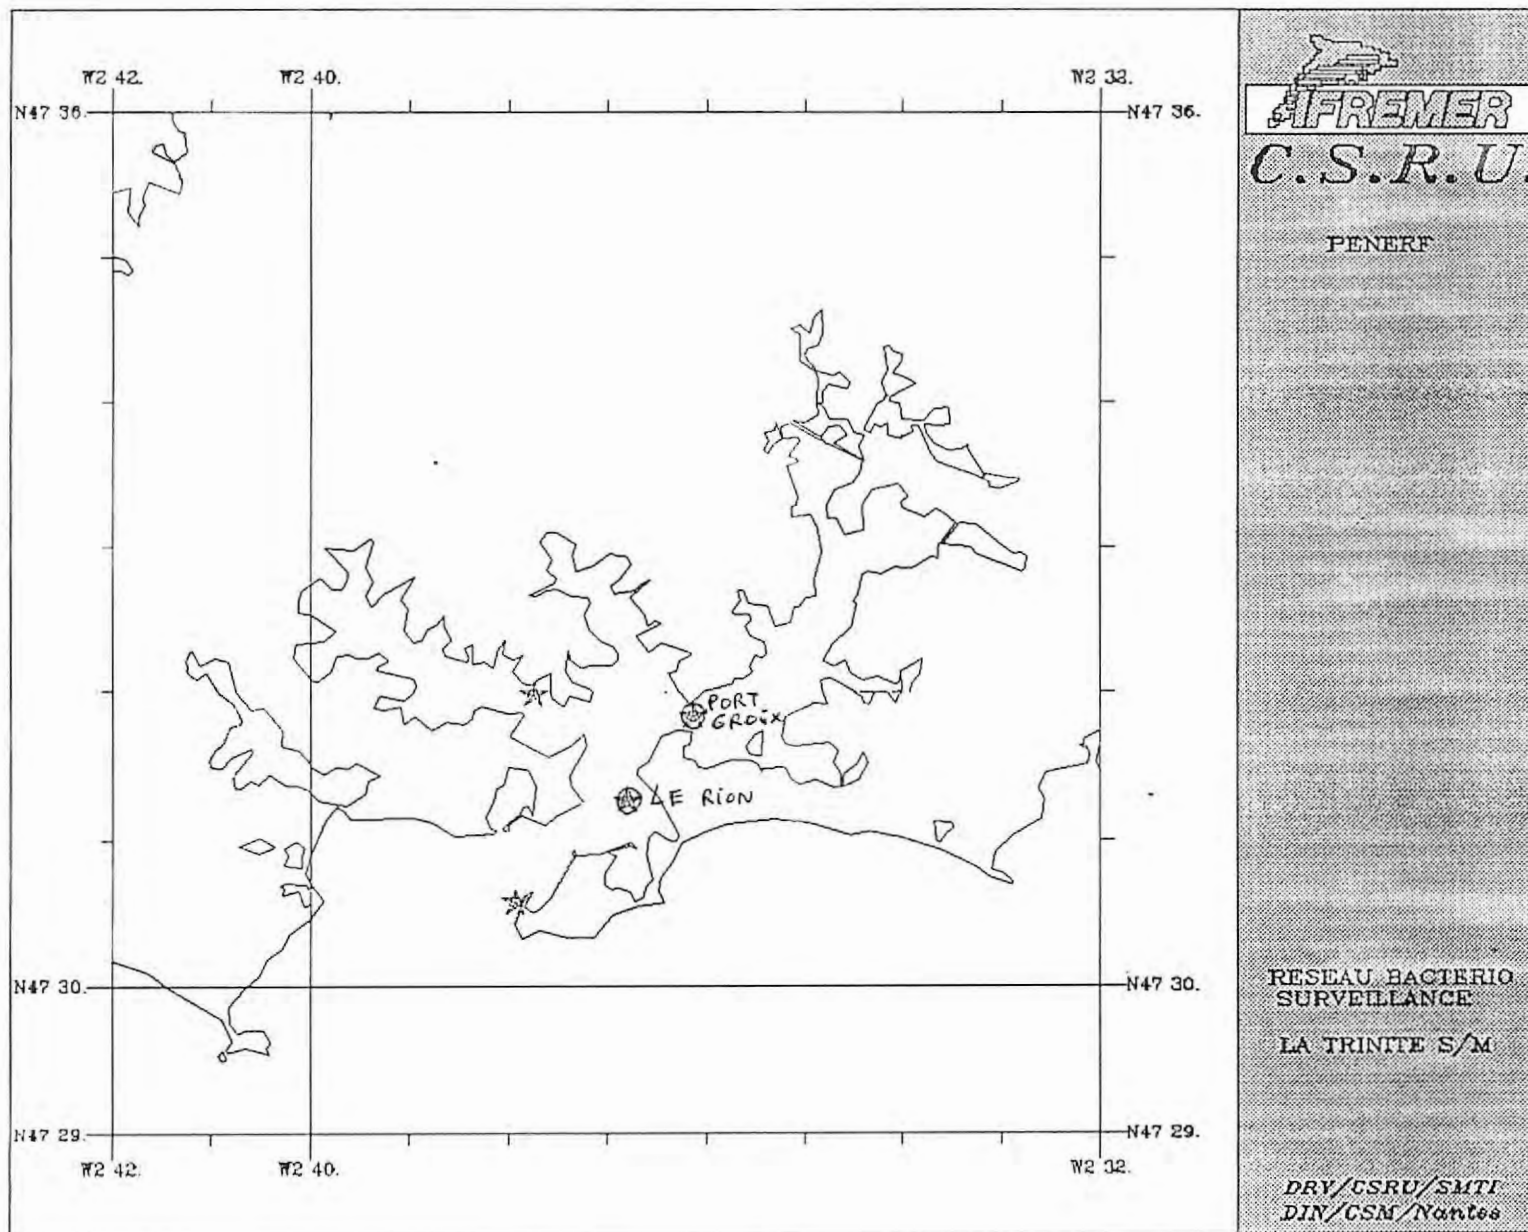 W2 42.
W2 40.
W2 32.
N47 36.
N47 36.
PORT
GROIX
LE RION
N47 30.
N47 30.
N47 29.
N47 29.
W2 42.
W2 40.
W2 32.
IFREMER
C.S.R.U.
PENERF
RESEAU BACTERIO
SURVEILLANCE
LA TRINITE S/M
DRV/CSRU/SMTI
DIN/CSM/Nantes